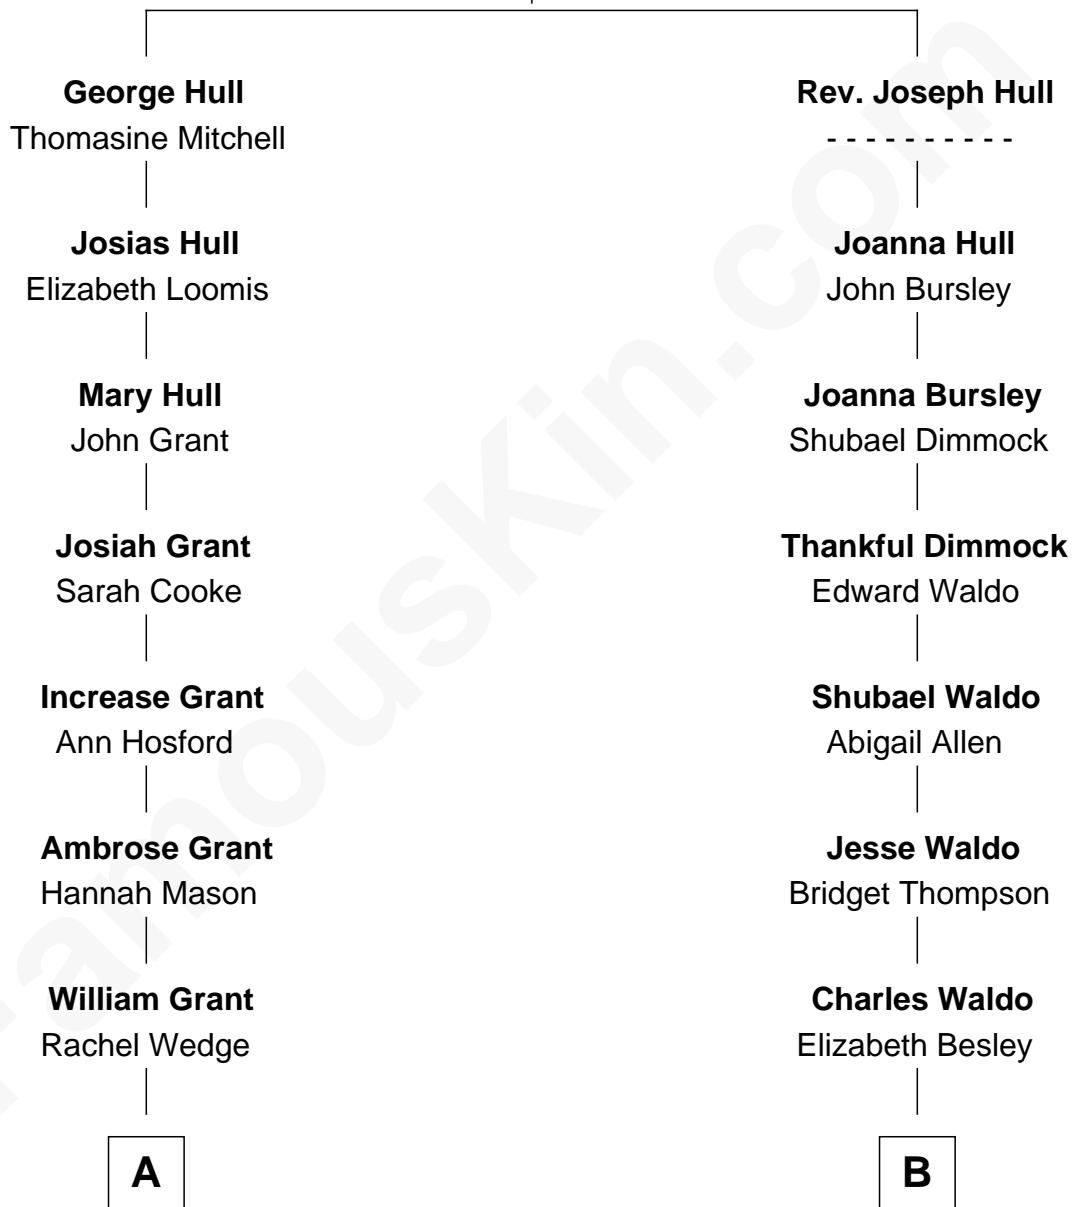 George Hull
Thomasine Mitchell
Josias Hull
Elizabeth Loomis
Mary Hull
John Grant
Josiah Grant
Sarah Cooke
Increase Grant
Ann Hosford
Ambrose Grant
Hannah Mason
William Grant
Rachel Wedge
A
Rev. Joseph Hull
- - - - - - - - - -
Joanna Hull
John Bursley
Joanna Bursley
Shubael Dimmock
Thankful Dimmock
Edward Waldo
Shubael Waldo
Abigail Allen
Jesse Waldo
Bridget Thompson
Charles Waldo
Elizabeth Besley
B
FamousKin.com